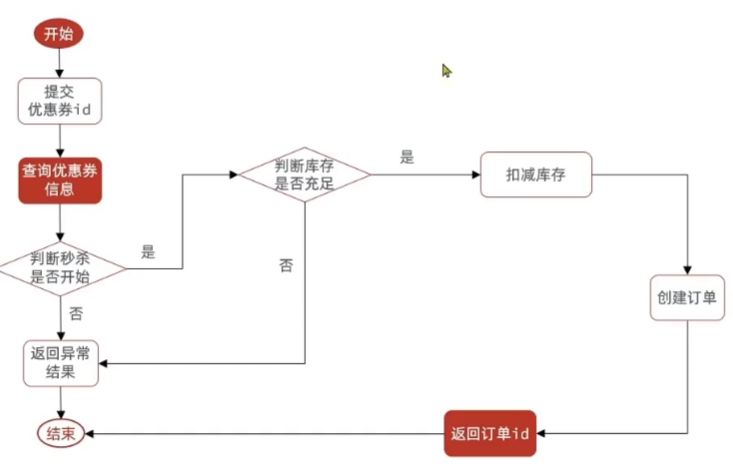 开始
提交
优惠券id
查询优惠券
信息
判断秒杀
是否开始
是
否
返回异常
结果
结束
判断库存
是否充足
是
否
扣减库存
创建订单
返回订单id